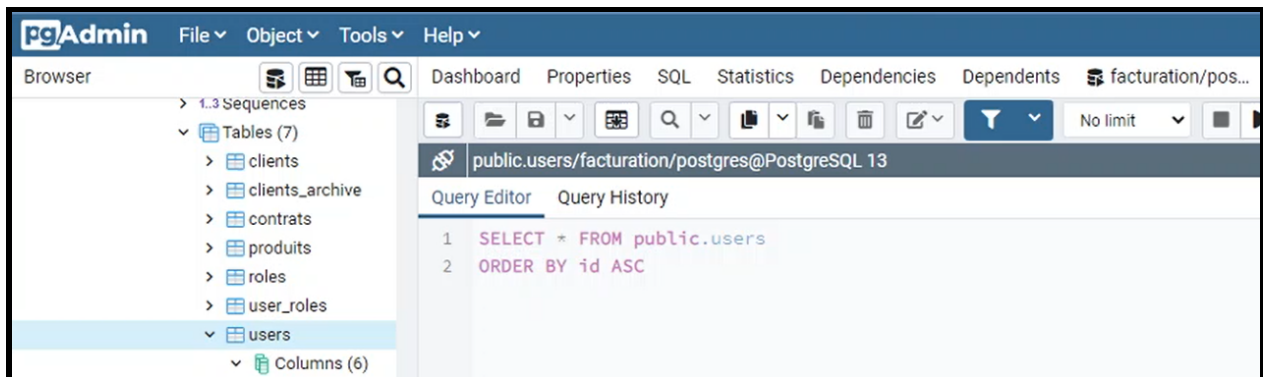 pgAdmin File Object Tools Help
Browser Dashboard Properties SQL Statistics Dependencies Dependents facturation/pos...
1..3 Sequences
Tables (7)
No limit
clients
public.users/facturation/postgres@PostgreSQL 13
clients_archive
Query Editor Query History
contrats
1 SELECT * FROM public.users
produits
2 ORDER BY id ASC
roles
user_roles
users
Columns (6)